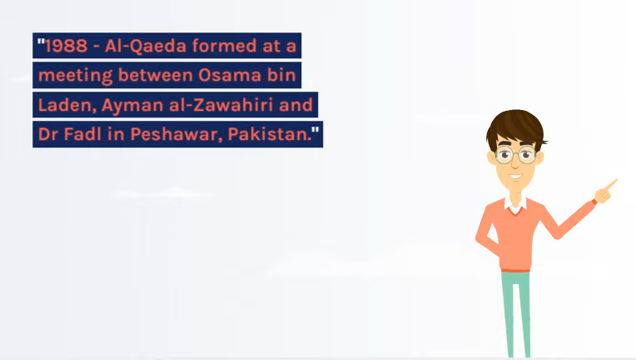 "1988 - Al-Qaeda formed at a
meeting between Osama bin
Laden, Ayman al-Zawahiri and
Dr Fadl in Peshawar, Pakistan."